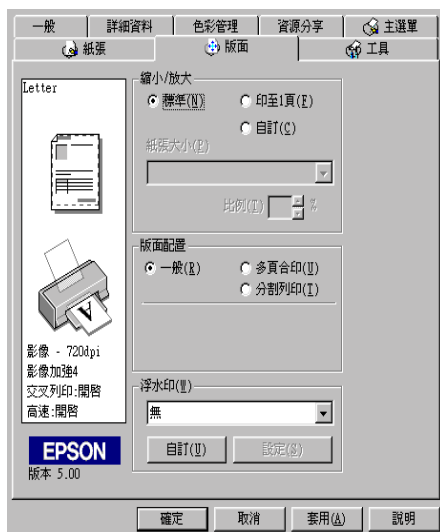 一般
詳細資料
色彩管理
資源分享
主選單
紙張
版面
工具
Letter
影像 - 720dpi
影像加強4
交叉列印:開啓
高速:開啓
EPSON
版本 5.00
縮小/放大
標準(N)
印至1頁(F)
自訂(C)
紙張大小(P)
比例(T)
%
版面配置
一般(R)
多頁合印(U)
分割列印(I)
浮水印(W)
無
自訂(U)
設定(S)
確定
取消
套用(A)
說明